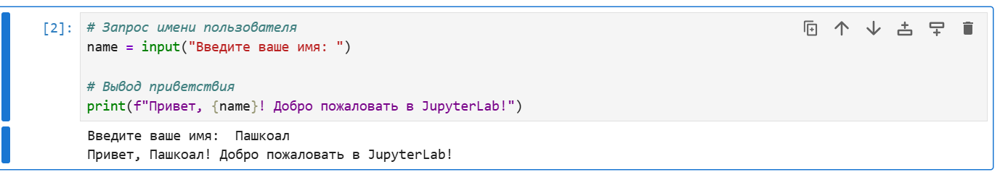 [2]:
# Запрос имени пользователя
name = input("Введите ваше имя: ")
# Вывод приветствия
print(f"Привет, {name}! Добро пожаловать в JupyterLab!")
Введите ваше имя:  Пашкоал
Привет, Пашкоал! Добро пожаловать в JupyterLab!